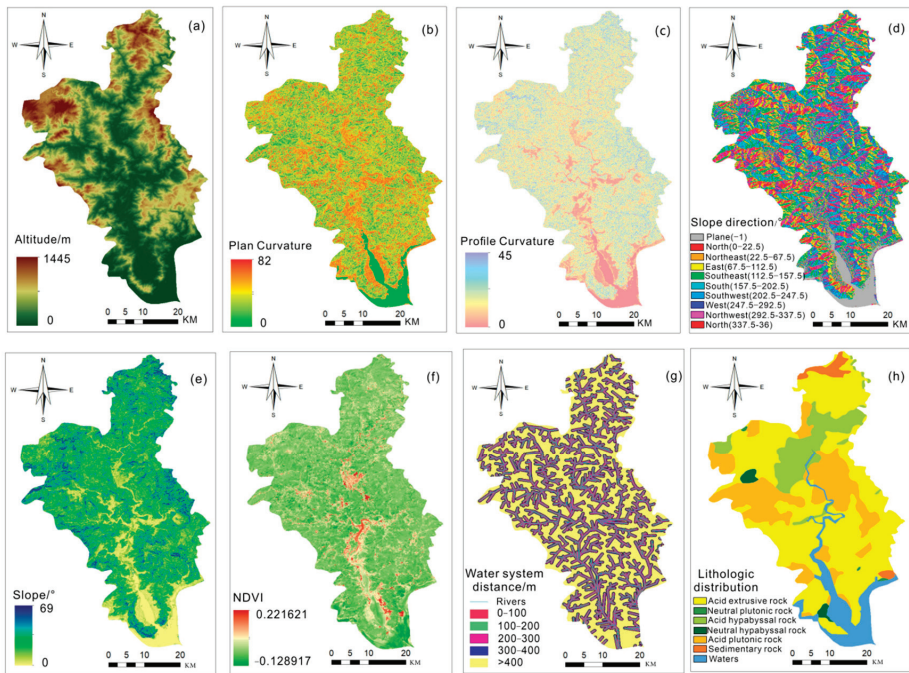 N
W E
S
(a)
Altitude/m
1445
0
0 5 10 20
KM
N
W E
S
(b)
Plan Curvature
82
0
0 5 10 20
KM
N
W E
S
(c)
Profile Curvature
45
0
0 5 10 20
KM
N
W E
S
(d)
Slope direction/°
Plane(−1)
North(0−22.5)
Northeast(22.5−67.5)
East(67.5−112.5)
Southeast(112.5−157.5)
South(157.5−202.5)
Southwest(202.5−247.5)
West(247.5−292.5)
Northwest(292.5−337.5)
North(337.5−36)
0 5 10 20
KM
N
W E
S
(e)
Slope/°
69
0
0 5 10 20
KM
N
W E
S
(f)
NDVI
0.221621
−0.128917
0 5 10 20
KM
N
W E
S
(g)
Water system
distance/m
Rivers
0−100
100−200
200−300
300−400
>400
0 5 10 20
KM
N
W E
S
(h)
Lithologic
distribution
Acid extrusive rock
Neutral plutonic rock
Acid hypabyssal rock
Neutral hypabyssal rock
Acid plutonic rock
Sedimentary rock
Waters
0 5 10 20
KM